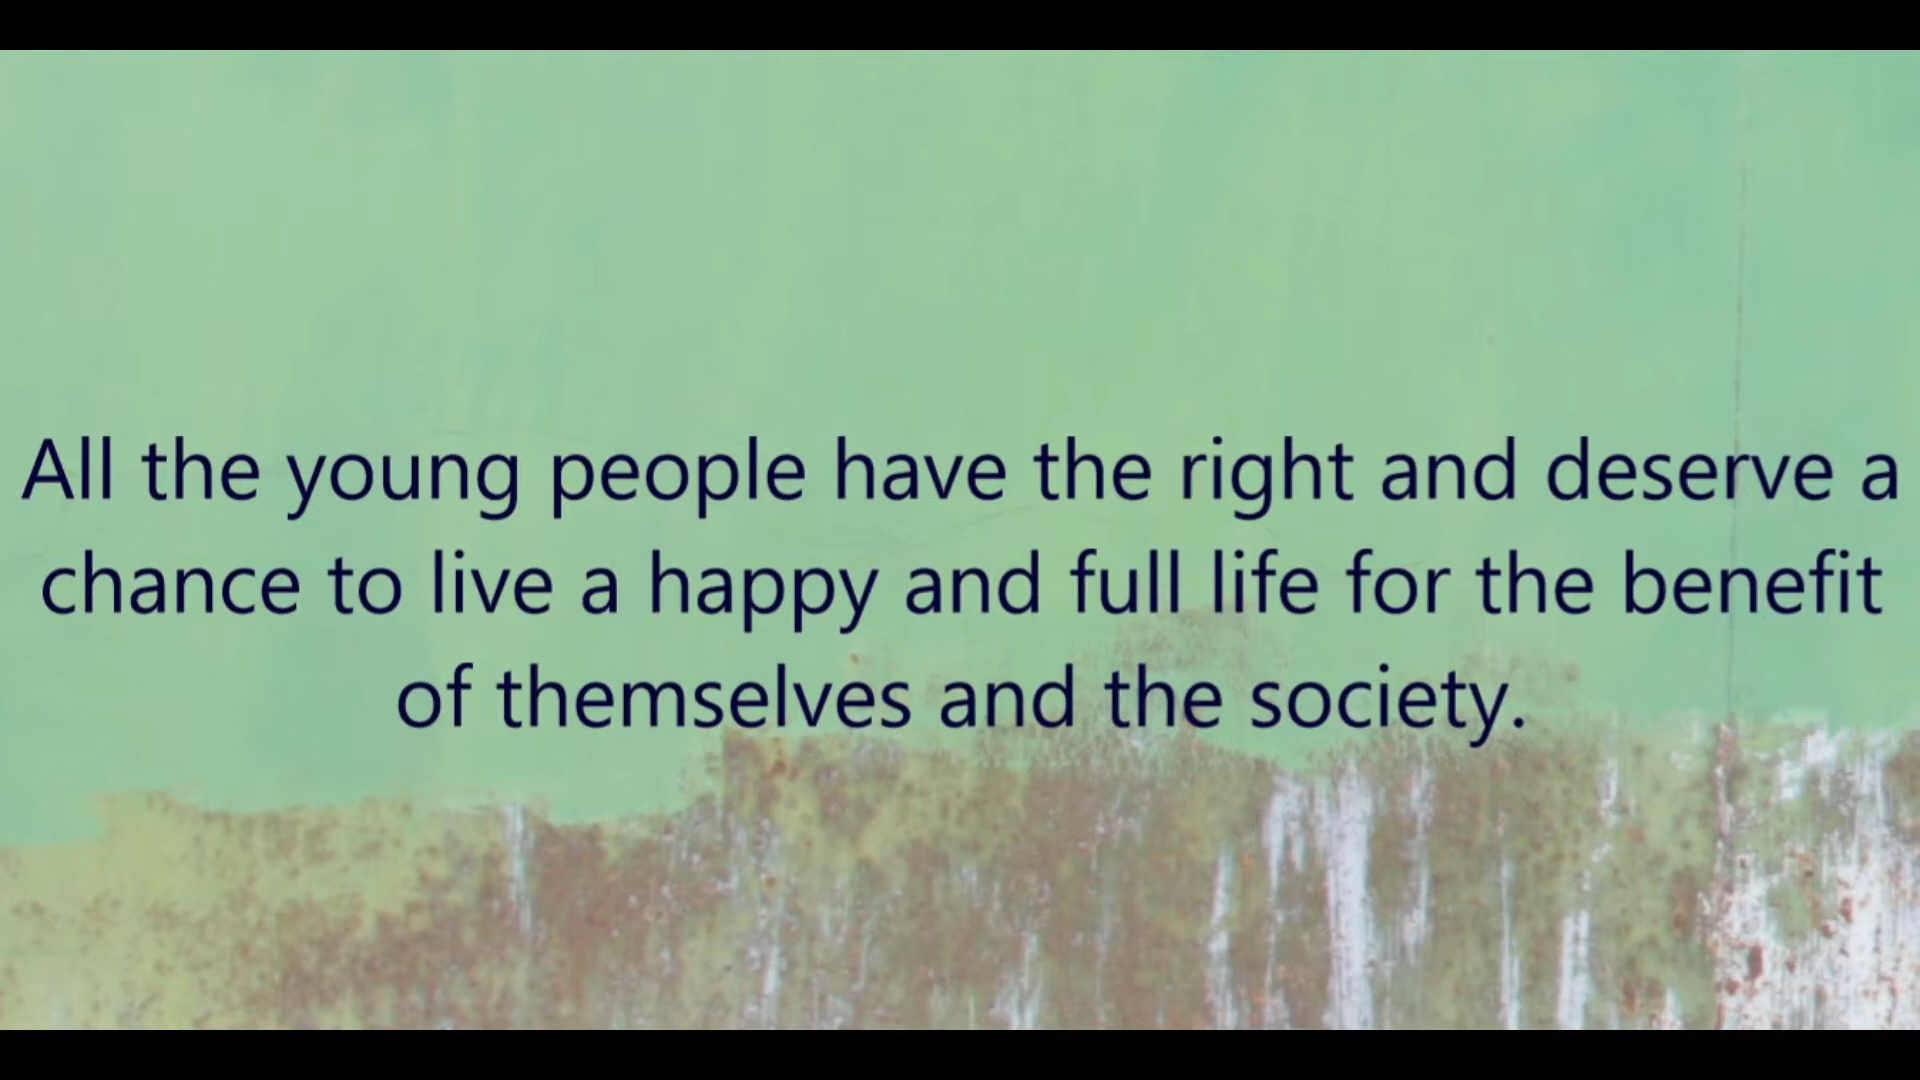 All the young people have the right and deserve a
chance to live a happy and full life for the benefit
of themselves and the society.